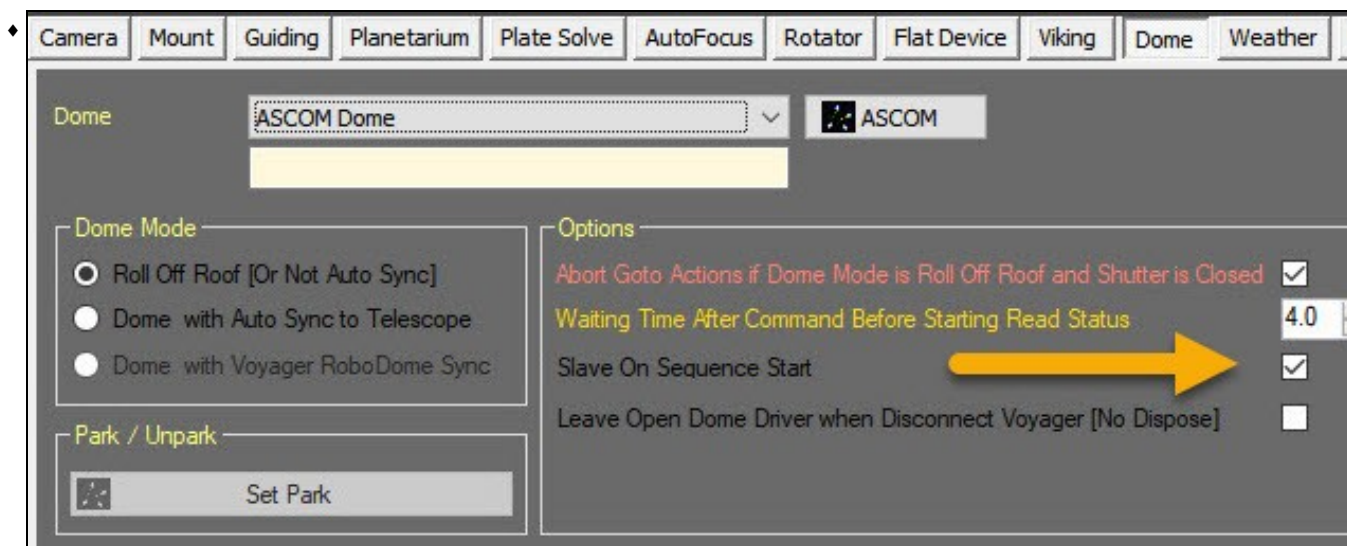 Camera Mount Guiding Planetarium Plate Solve AutoFocus Rotator Flat Device Viking Dome Weather
Dome ASCOM Dome ASCOM
Dome Mode
Roll Off Roof [Or Not Auto Sync]
Dome with Auto Sync to Telescope
Dome with Voyager RoboDome Sync
Park / Unpark
Set Park
Options
Abort Goto Actions if Dome Mode is Roll Off Roof and Shutter is Closed
Waiting Time After Command Before Starting Read Status 4.0
Slave On Sequence Start
Leave Open Dome Driver when Disconnect Voyager [No Dispose]